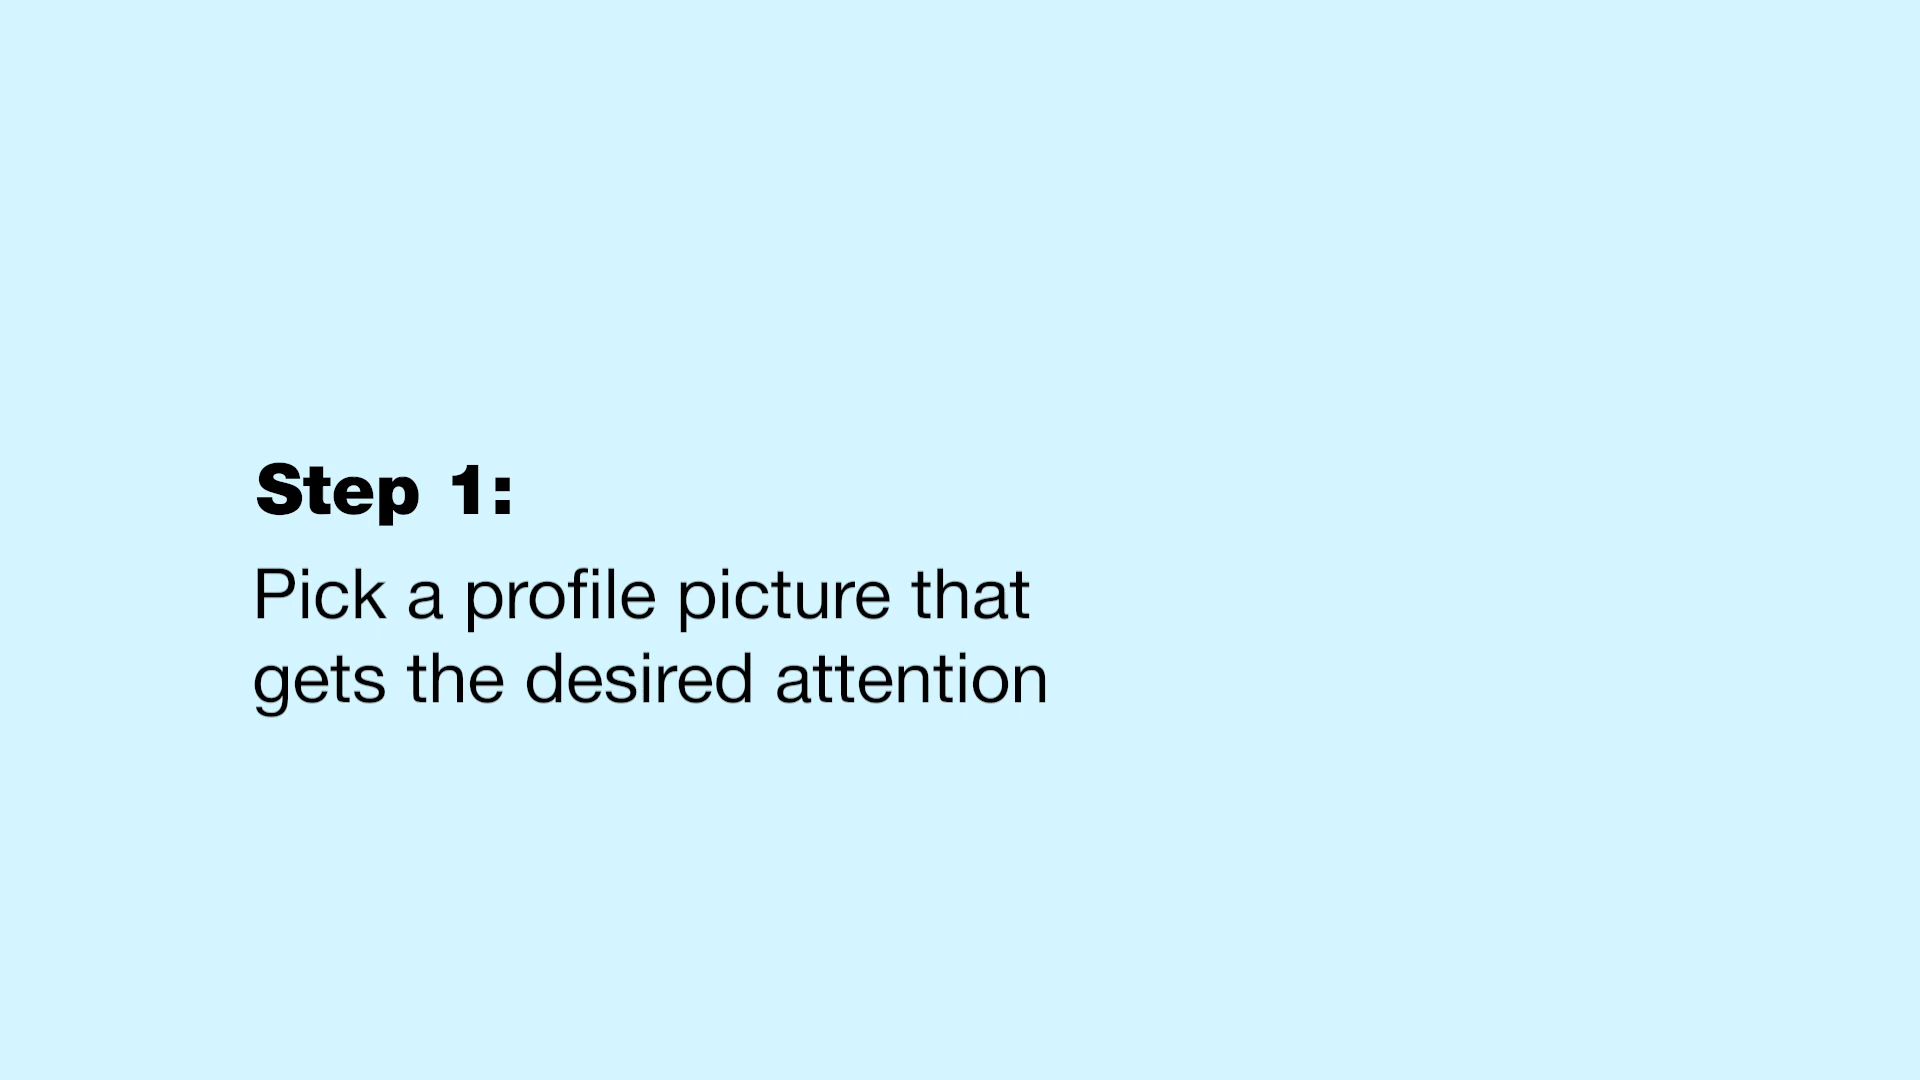 Step 1:
Pick a profile picture that
gets the desired attention